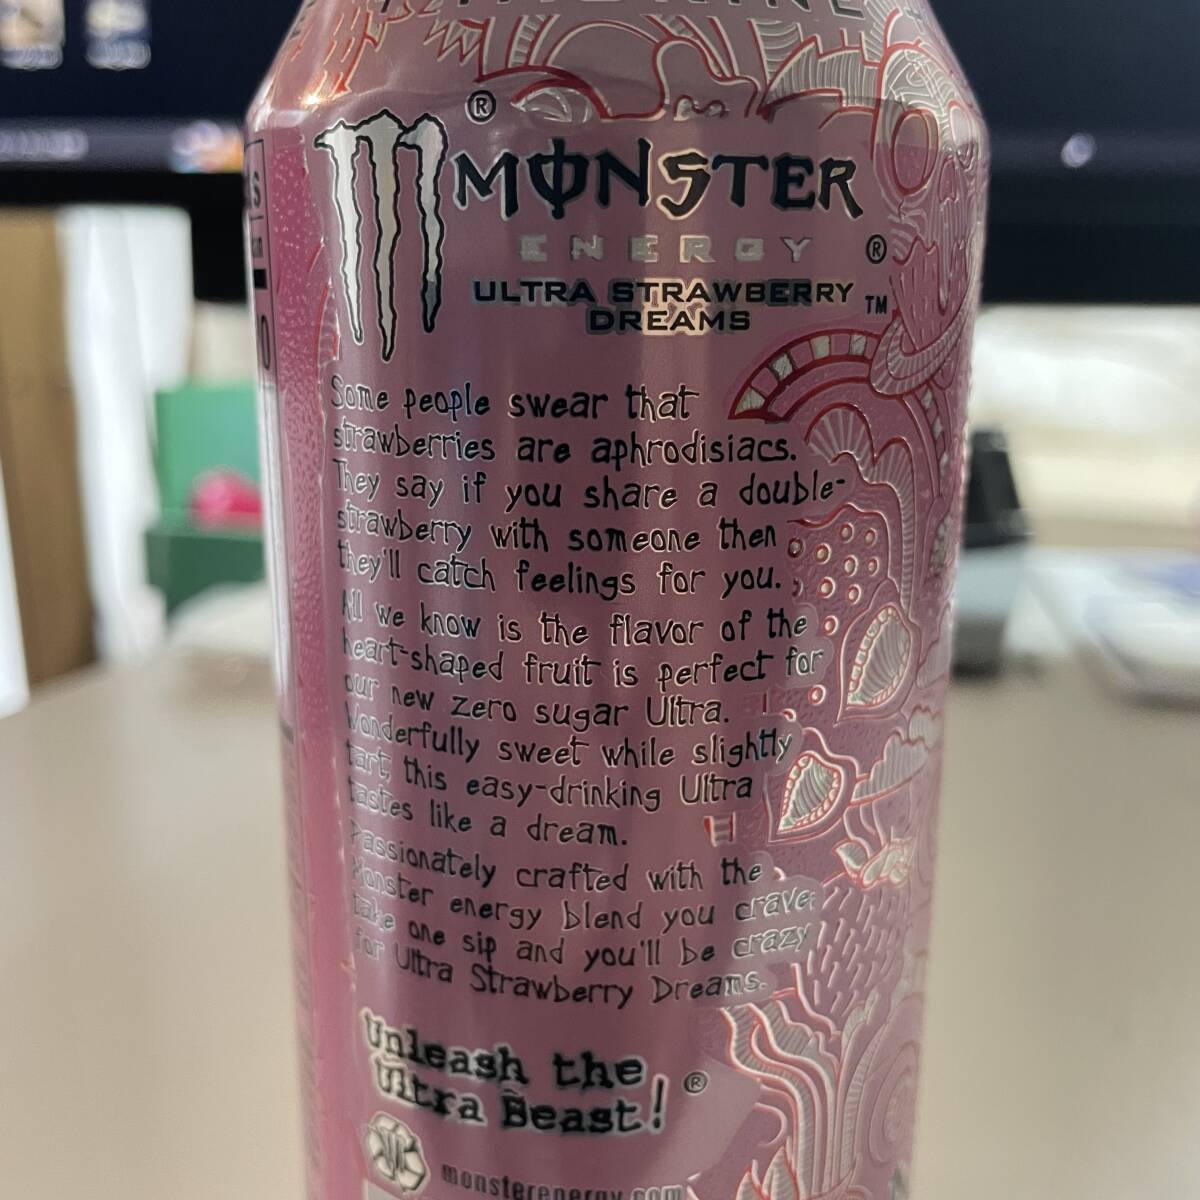 ®
MONSTER
ENERGY ®
ULTRA STRAWBERRY
DREAMS ™
Some people swear that
strawberries are aphrodisiacs.
They say if you share a double-
strawberry with someone then
they'll catch feelings for you.
All we know is the flavor of the
heart-shaped fruit is perfect for
our new zero sugar Ultra.
Wonderfully sweet while slightly
tart, this easy-drinking Ultra
tastes like a dream.
Passionately crafted with the
Monster energy blend you crave:
take one sip and you'll be crazy
for Ultra Strawberry Dreams.
Unleash the
Ultra Beast! ®
monsterenergy.com